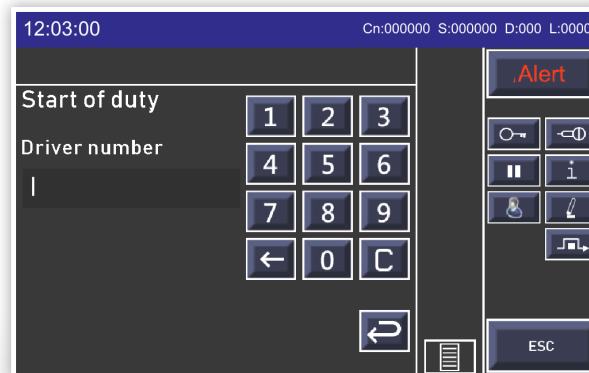 12:03:00 Cn:000000 S:000000 D:000 L:0000
.Alert
Start of duty
1 2 3
Driver number
4 5 6
i
7 8 9
0 C
ESC